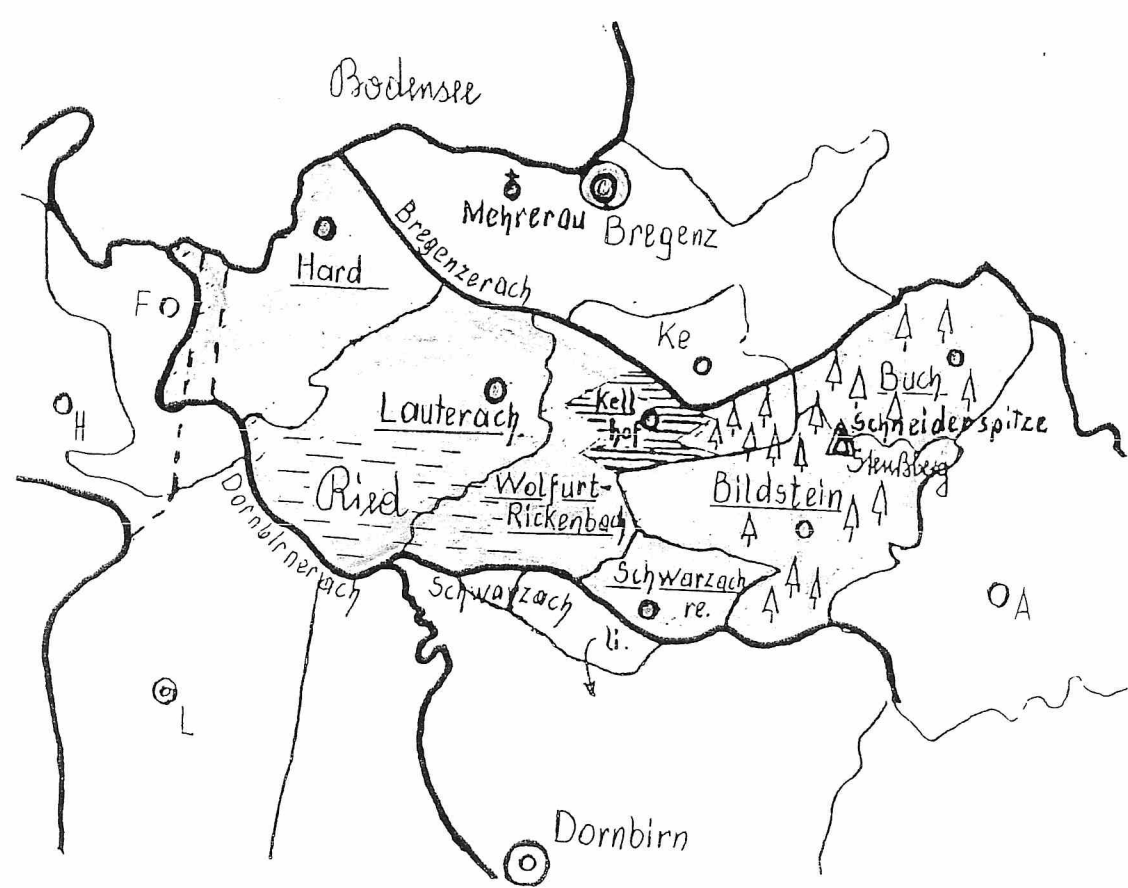 Bodensee
Mehrerau
Bregenz
Bregenzerach
Hard
F
Ke
H
Lauterach
Kell
hof
Buch
Schneiderspitze
Steußberg
Ried
Wolfurt-
Rickenbach
Bildstein
Dornbirnerach
Schwarzach
Schwarzach
re.
li.
A
L
Dornbirn